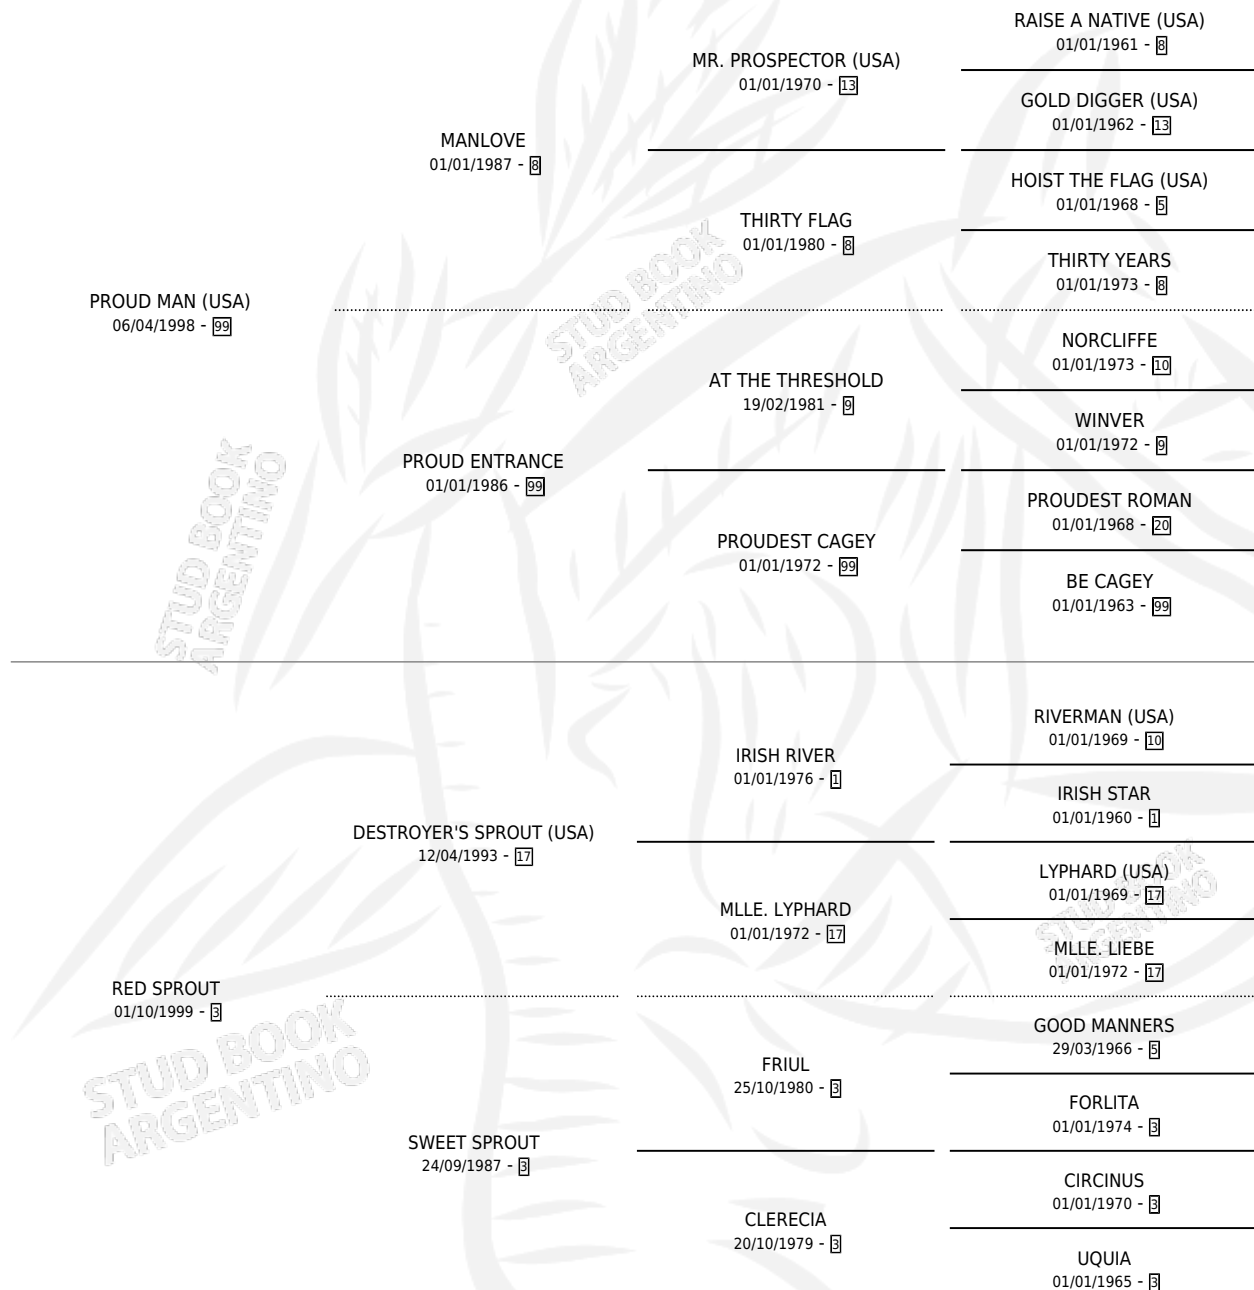 RAISE A NATIVE (USA)
01/01/1961 - 8
MR. PROSPECTOR (USA)
01/01/1970 - 13
GOLD DIGGER (USA)
01/01/1962 - 13
MANLOVE
01/01/1987 - 8
HOIST THE FLAG (USA)
01/01/1968 - 5
THIRTY FLAG
01/01/1980 - 8
THIRTY YEARS
01/01/1973 - 8
PROUD MAN (USA)
06/04/1998 - 99
NORCLIFFE
01/01/1973 - 10
AT THE THRESHOLD
19/02/1981 - 9
WINVER
01/01/1972 - 9
PROUD ENTRANCE
01/01/1986 - 99
PROUDEST ROMAN
01/01/1968 - 20
PROUDEST CAGEY
01/01/1972 - 99
BE CAGEY
01/01/1963 - 99
RIVERMAN (USA)
01/01/1969 - 10
IRISH RIVER
01/01/1976 - 1
IRISH STAR
01/01/1960 - 1
DESTROYER'S SPROUT (USA)
12/04/1993 - 17
LYPHARD (USA)
01/01/1969 - 17
MLLE. LYPHARD
01/01/1972 - 17
MLLE. LIEBE
01/01/1972 - 17
RED SPROUT
01/10/1999 - 3
GOOD MANNERS
29/03/1966 - 5
FRIUL
25/10/1980 - 3
FORLITA
01/01/1974 - 3
SWEET SPROUT
24/09/1987 - 3
CIRCINUS
01/01/1970 - 3
CLERECIA
20/10/1979 - 3
UQUIA
01/01/1965 - 3
STUD BOOK
ARGENTINO
STUD BOOK
ARGENTINO
STUD BOOK
ARGENTINO
STUD BOOK
ARGENTINO